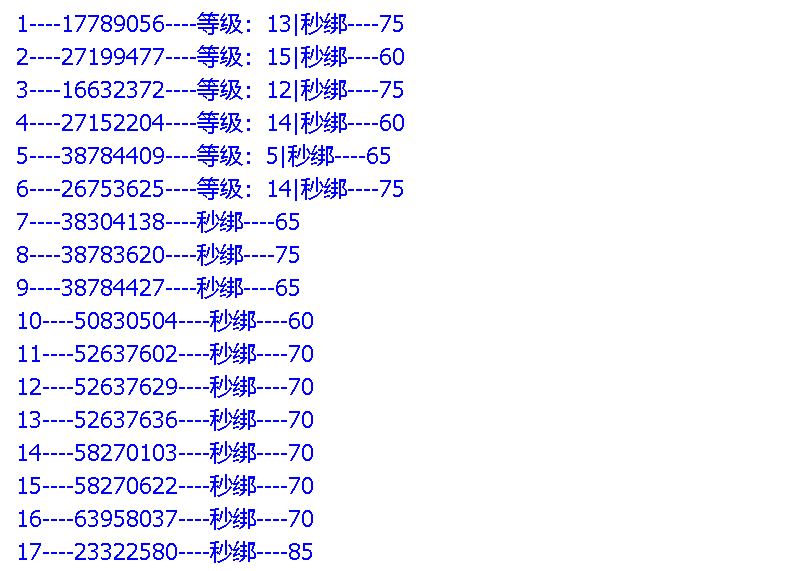 1----17789056----等级：13|秒绑----75
2----27199477----等级：15|秒绑----60
3----16632372----等级：12|秒绑----75
4----27152204----等级：14|秒绑----60
5----38784409----等级：5|秒绑----65
6----26753625----等级：14|秒绑----75
7----38304138----秒绑----65
8----38783620----秒绑----75
9----38784427----秒绑----65
10----50830504----秒绑----60
11----52637602----秒绑----70
12----52637629----秒绑----70
13----52637636----秒绑----70
14----58270103----秒绑----70
15----58270622----秒绑----70
16----63958037----秒绑----70
17----23322580----秒绑----85